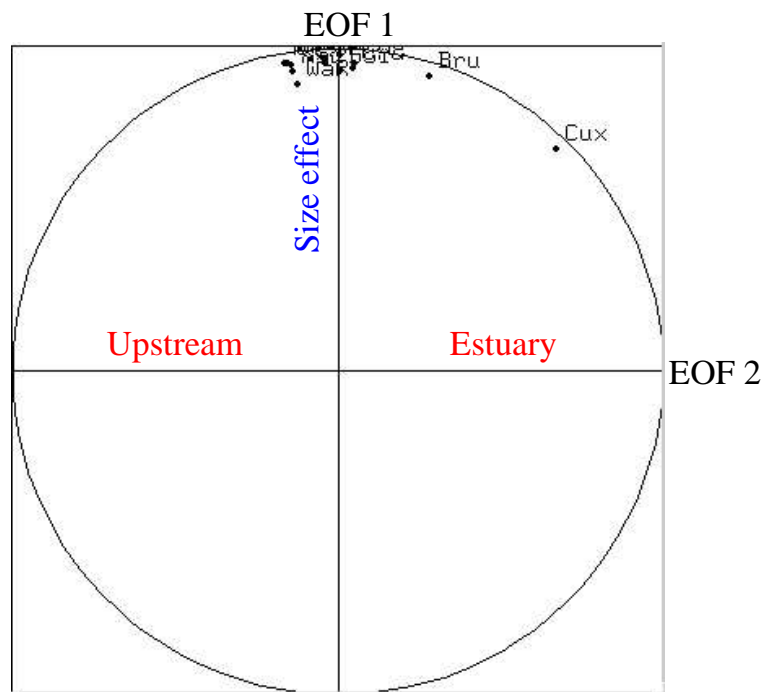 EOF 1
Bru
Wak
Cux
Size effect
Upstream
Estuary
EOF 2